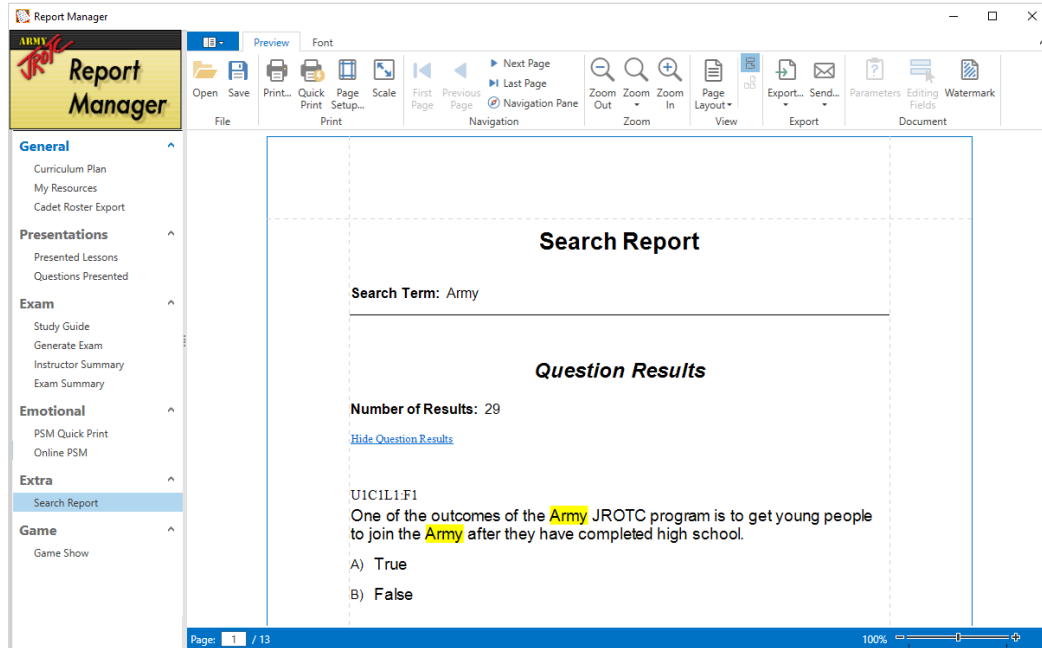 Report Manager
ARMY
JROTC
Report
Manager
Preview Font
Open Save Print... Quick Print Page Setup... Scale First Page Previous Page Next Page Last Page Navigation Pane Zoom Out Zoom Zoom In Page Layout Export... Send... Parameters Editing Fields Watermark
File Print Navigation Zoom View Export Document
General
Curriculum Plan
My Resources
Cadet Roster Export
Presentations
Presented Lessons
Questions Presented
Exam
Study Guide
Generate Exam
Instructor Summary
Exam Summary
Emotional
PSM Quick Print
Online PSM
Extra
Search Report
Game
Game Show
Search Report
Search Term: Army
Question Results
Number of Results: 29
Hide Question Results
U1C1L1:F1
One of the outcomes of the Army JROTC program is to get young people
to join the Army after they have completed high school.
A) True
B) False
Page: 1 / 13 100%